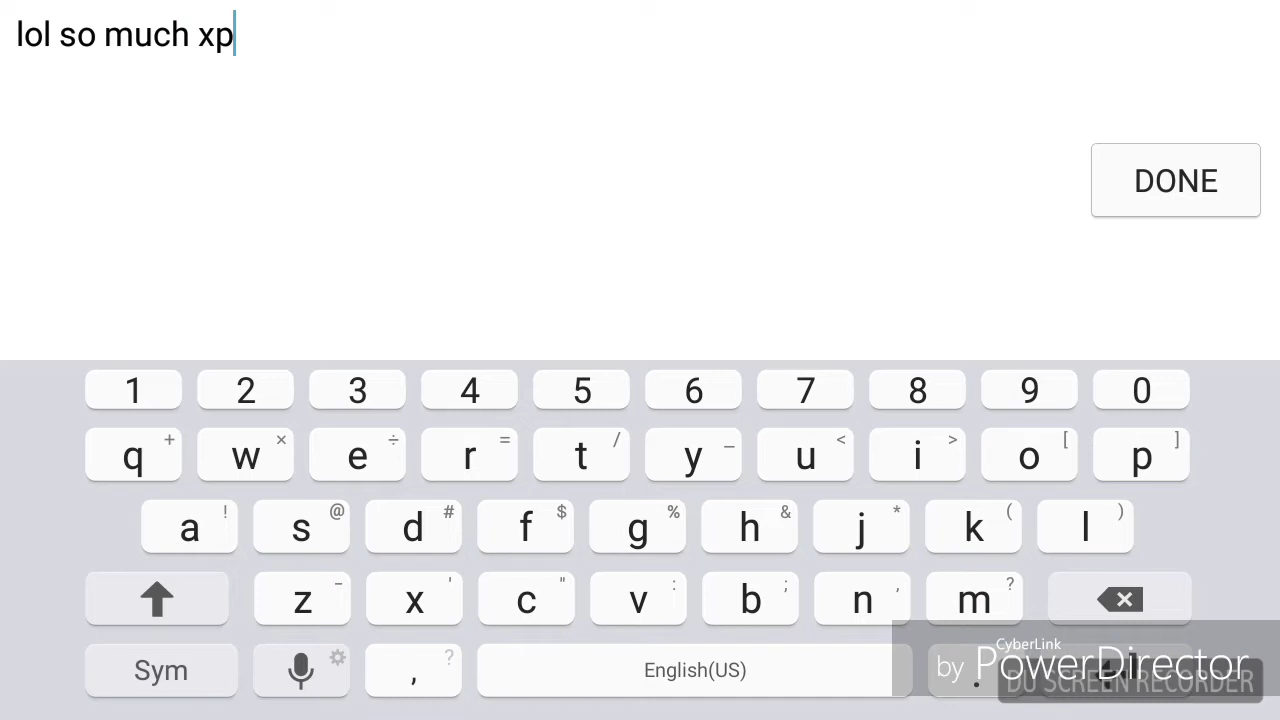 lol so much xp
DONE
1 2 3 4 5 6 7 8 9 0
q + w × e ÷ r = t / y _ u < i > o [ p ]
a ! s @ d # f $ g % h & j * k ( l )
z - x ' c " v : b ; n , m ?
Sym , ? English(US) .
by CyberLink PowerDirector
DU SCREEN RECORDER